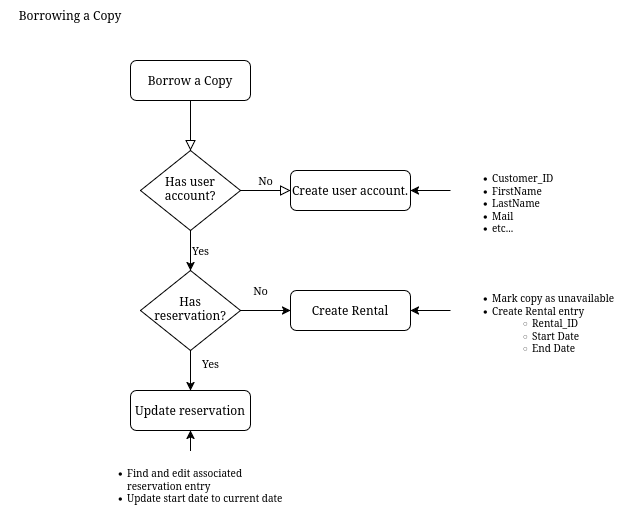 Borrowing a Copy
Borrow a Copy
Has user
account?
No
Create user account.
Customer_ID
FirstName
LastName
Mail
etc...
Yes
Has
reservation?
No
Create Rental
Mark copy as unavailable
Create Rental entry
Rental_ID
Start Date
End Date
Yes
Update reservation
Find and edit associated
reservation entry
Update start date to current date